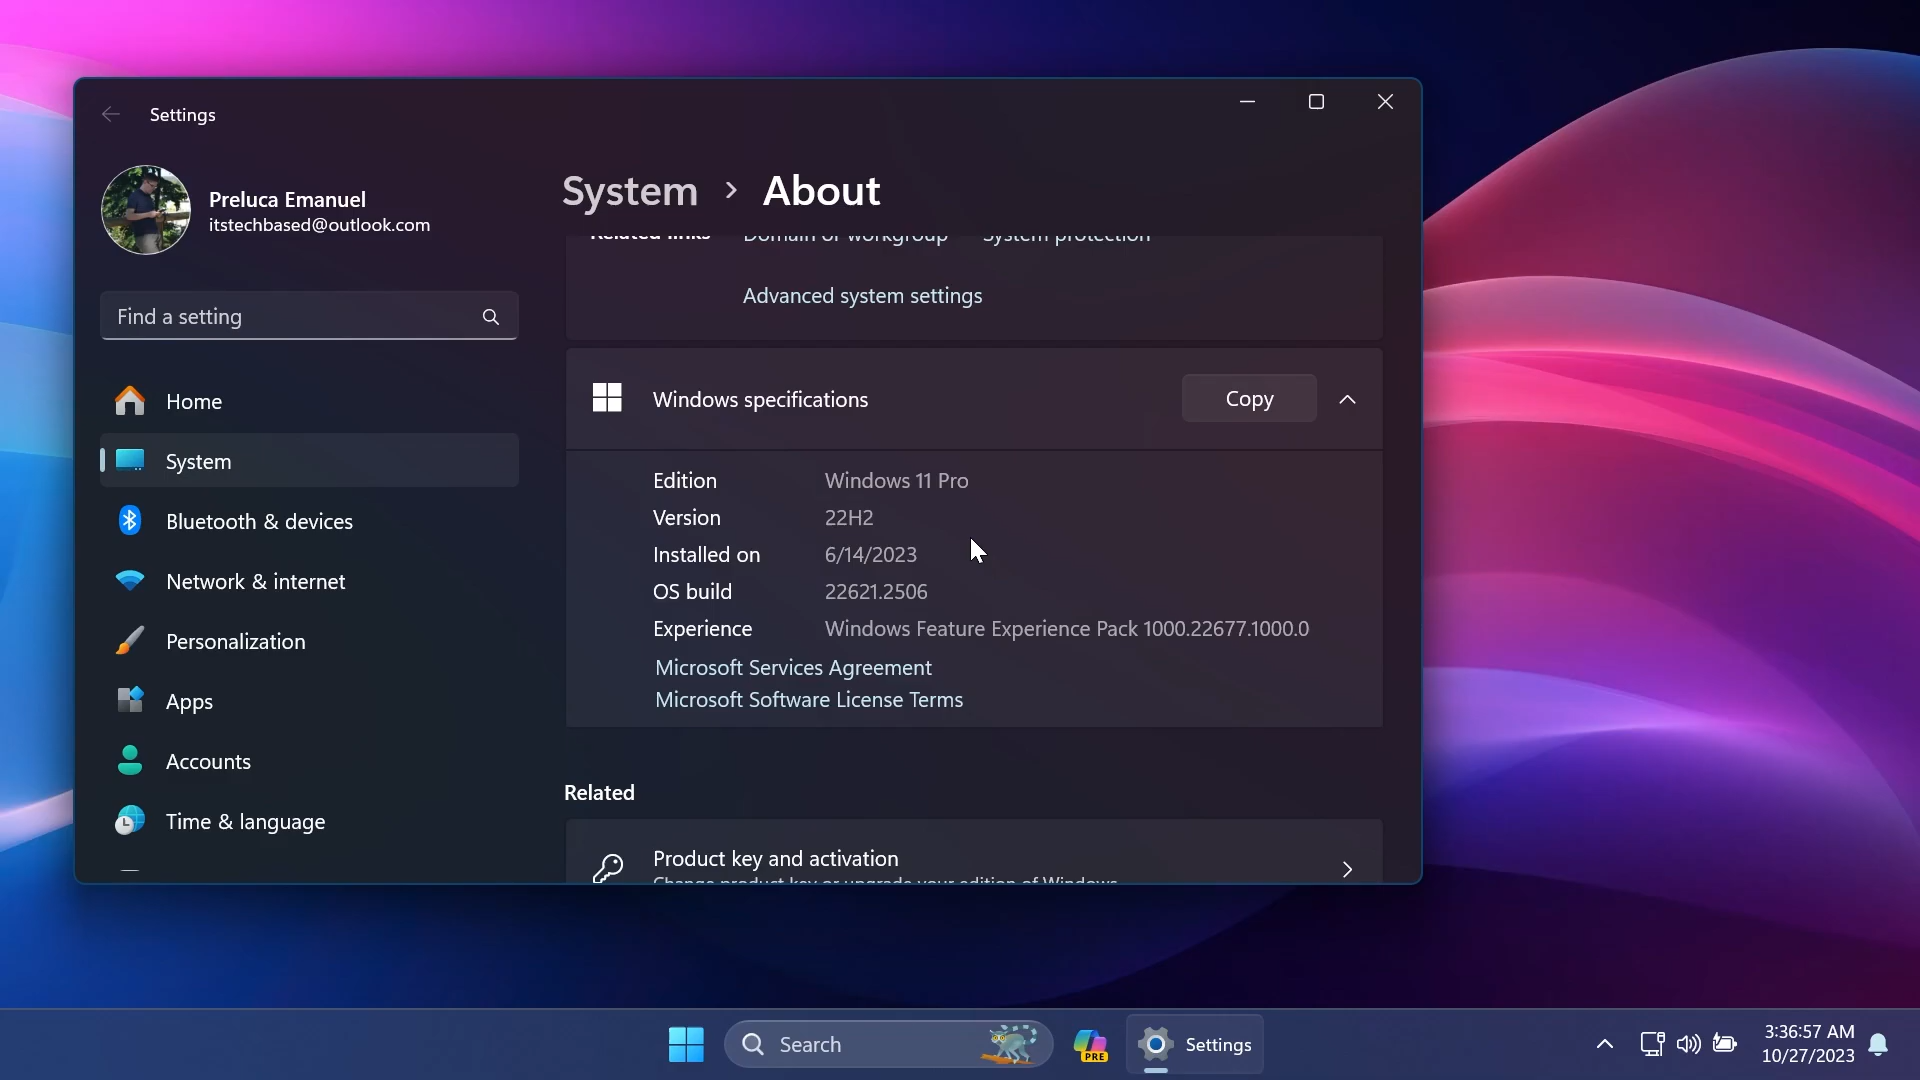 Settings
Preluca Emanuel
itstechbased@outlook.com
Find a setting
Home
System
Bluetooth & devices
Network & internet
Personalization
Apps
Accounts
Time & language
System > About
Related links Domain or workgroup System protection
Advanced system settings
Windows specifications
Copy
Edition Windows 11 Pro
Version 22H2
Installed on 6/14/2023
OS build 22621.2506
Experience Windows Feature Experience Pack 1000.22677.1000.0
Microsoft Services Agreement
Microsoft Software License Terms
Related
Product key and activation
Change product key or upgrade your edition of Windows
Search
PRE
Settings
3:36:57 AM
10/27/2023